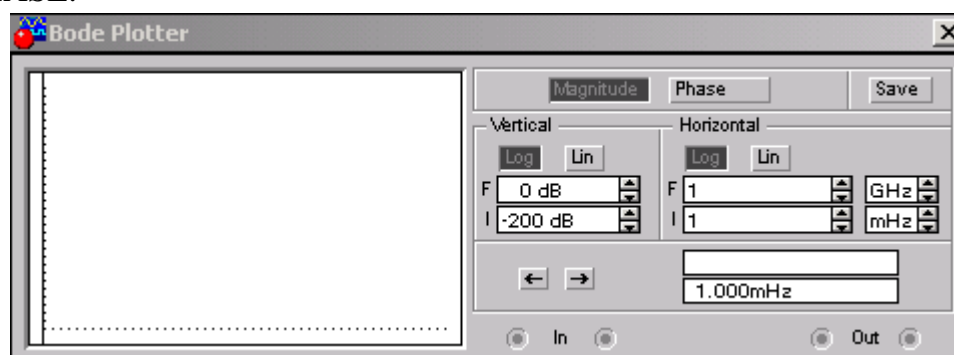 Bode Plotter
Magnitude Phase Save
Vertical Horizontal
Log Lin Log Lin
F 0 dB F 1 GHz
I -200 dB I 1 mHz
← →
1.000mHz
In Out